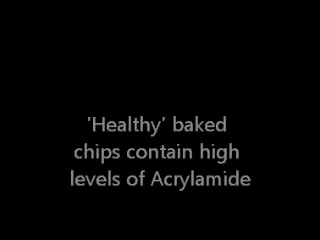 'Healthy' baked
chips contain high
levels of Acrylamide